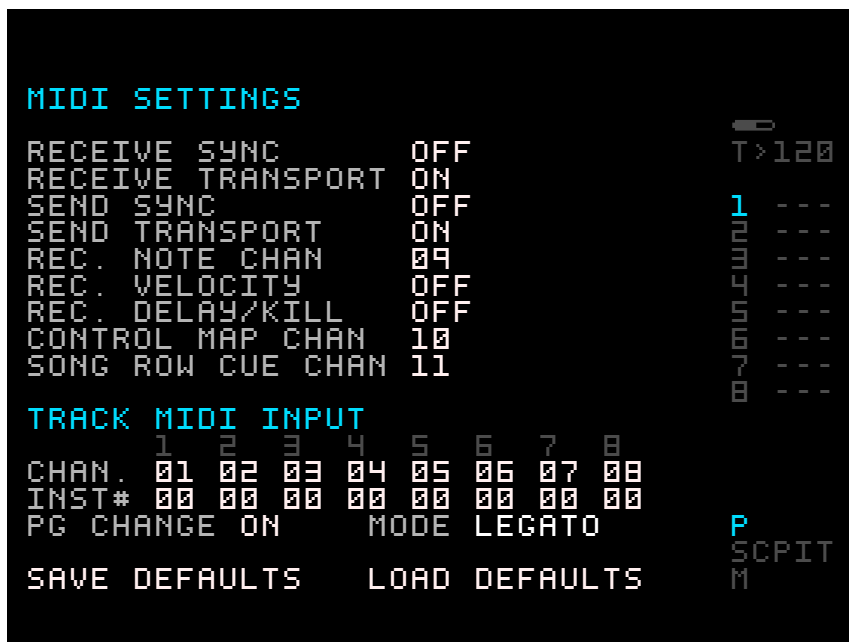 MIDI SETTINGS
RECEIVE SYNC OFF T>120
RECEIVE TRANSPORT ON
SEND SYNC OFF 1 ---
SEND TRANSPORT ON 2 ---
REC. NOTE CHAN 09 3 ---
REC. VELOCITY OFF 4 ---
REC. DELAY/KILL OFF 5 ---
CONTROL MAP CHAN 10 6 ---
SONG ROW CUE CHAN 11 7 ---
8 ---
TRACK MIDI INPUT
1 2 3 4 5 6 7 8
CHAN. 01 02 03 04 05 06 07 08
INST# 00 00 00 00 00 00 00 00
PG CHANGE ON MODE LEGATO P
SCPIT
SAVE DEFAULTS LOAD DEFAULTS M